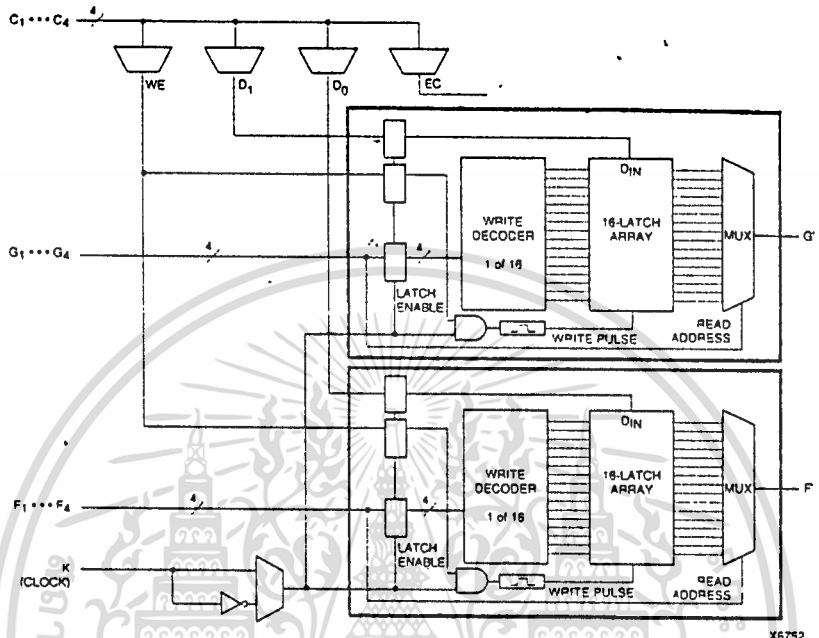 C1 ••• C4
4
WE
D1
D0
EC
DIN
WRITE
DECODER
1 of 16
16-LATCH
ARRAY
MUX
G'
G1 ••• G4
4
4
LATCH
ENABLE
WRITE PULSE
READ
ADDRESS
DIN
WRITE
DECODER
1 of 16
16-LATCH
ARRAY
MUX
F'
F1 ••• F4
4
4
LATCH
ENABLE
K
(CLOCK)
WRITE PULSE
READ
ADDRESS
X6752